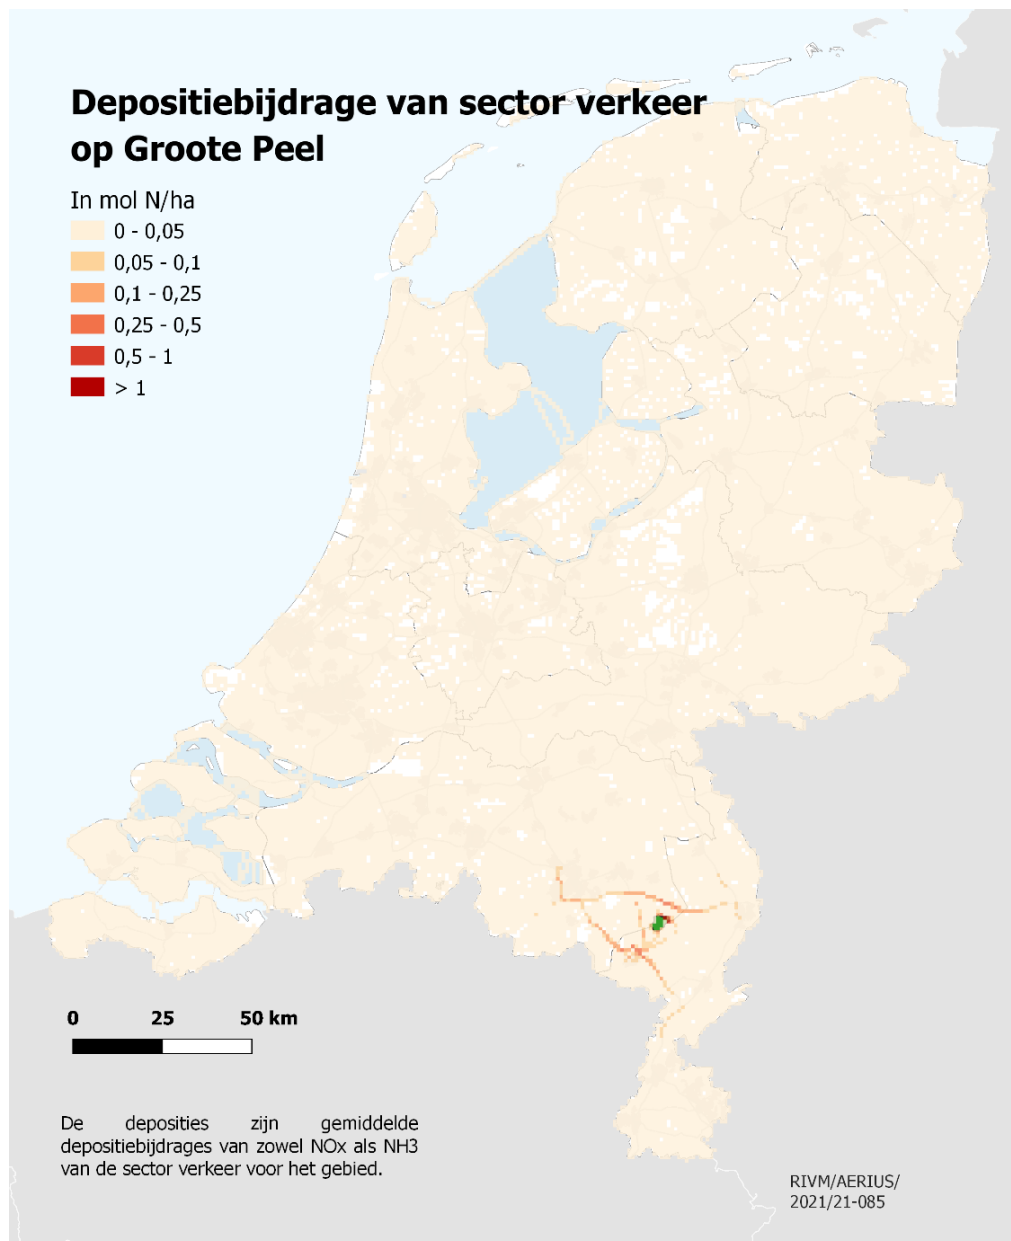 Depositiebijdrage van sector verkeer
op Groote Peel
In mol N/ha
0 - 0,05
0,05 - 0,1
0,1 - 0,25
0,25 - 0,5
0,5 - 1
> 1
0 25 50 km
De deposities zijn gemiddelde
depositiebijdrages van zowel NOx als NH3
van de sector verkeer voor het gebied.
RIVM/AERIUS/
2021/21-085